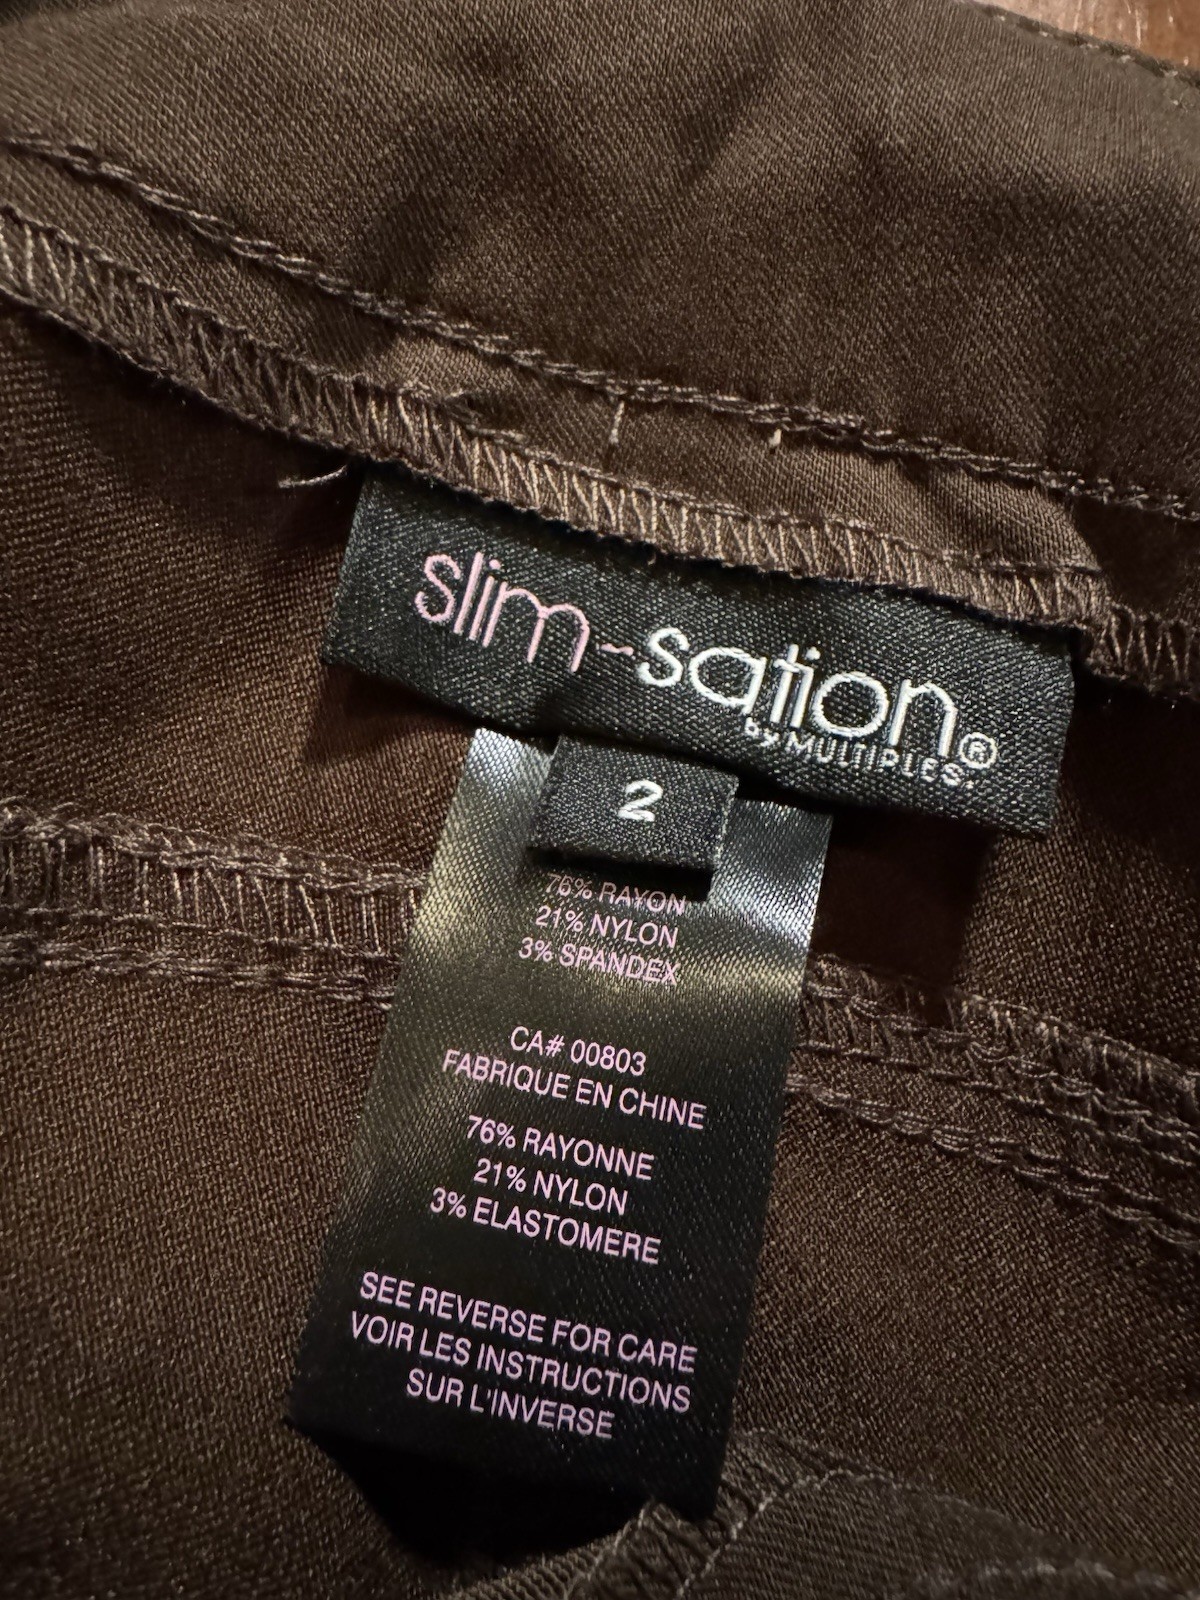 slim-sation®
by MULTIPLES.
2
76% RAYON
21% NYLON
3% SPANDEX
CA# 00803
FABRIQUE EN CHINE
76% RAYONNE
21% NYLON
3% ELASTOMERE
SEE REVERSE FOR CARE
VOIR LES INSTRUCTIONS
SUR L'INVERSE